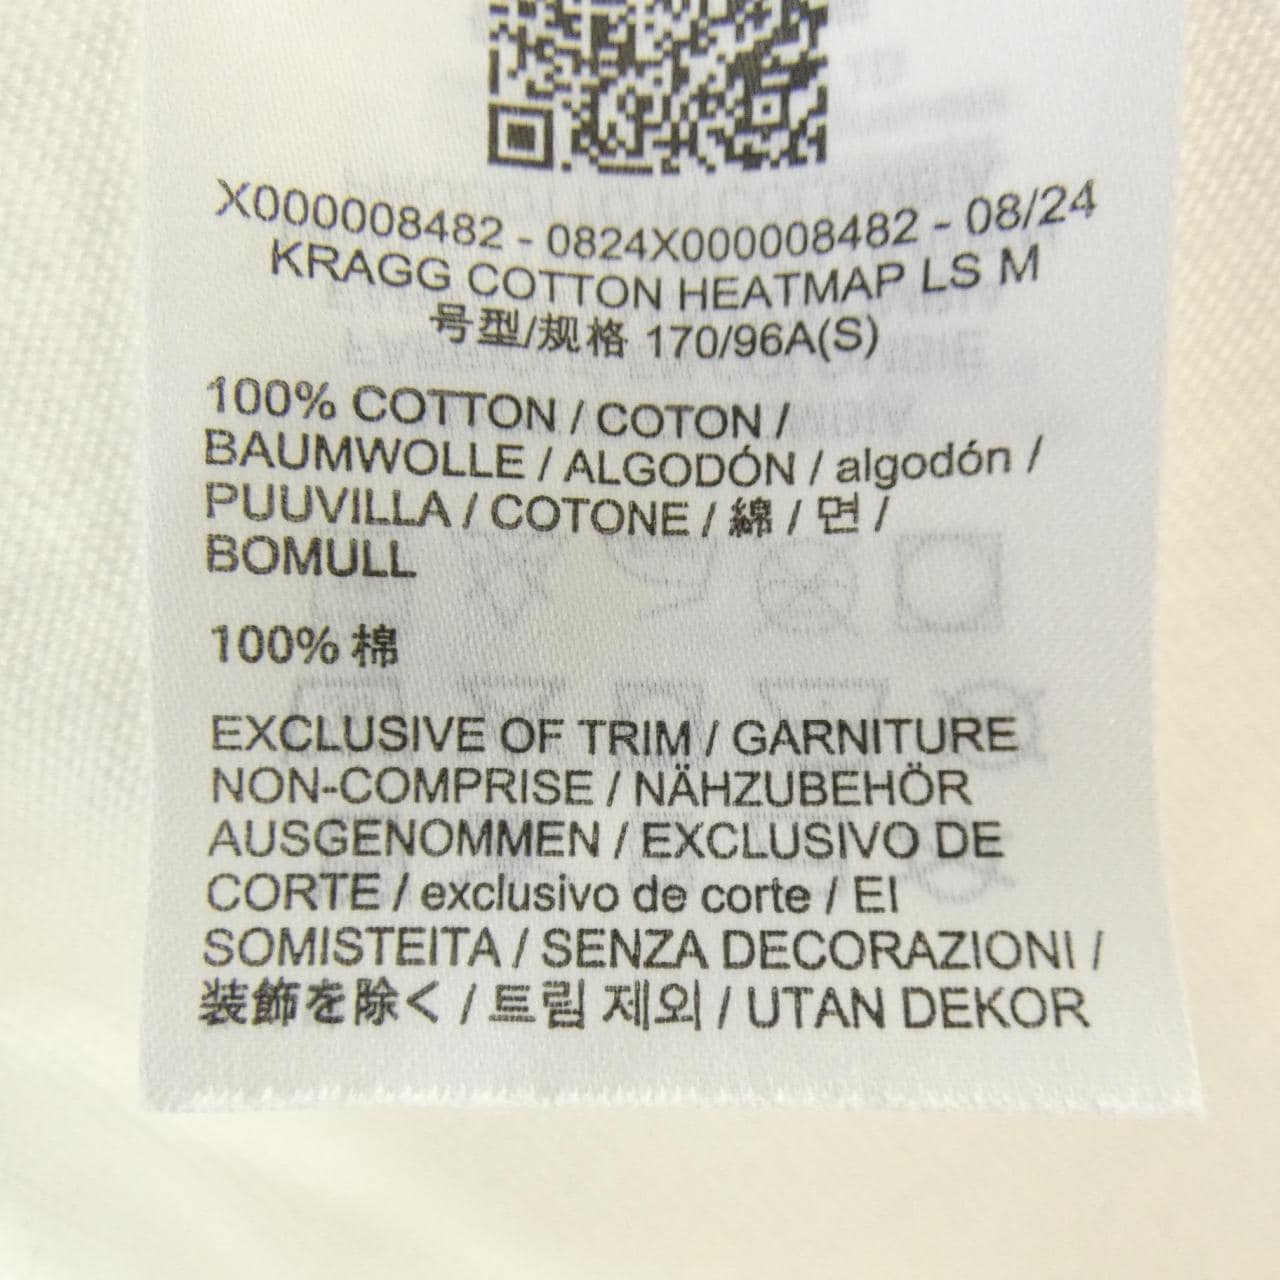 X000008482 - 0824X000008482 - 08/24
KRAGG COTTON HEATMAP LS M
号型/规格 170/96A(S)
100% COTTON / COTON /
BAUMWOLLE / ALGODÓN / algodón /
PUUVILLA / COTONE / 綿 / 면 /
BOMULL
100% 棉
EXCLUSIVE OF TRIM / GARNITURE
NON-COMPRISE / NÄHZUBEHÖR
AUSGENOMMEN / EXCLUSIVO DE
CORTE / exclusivo de corte / EI
SOMISTEITA / SENZA DECORAZIONI /
装飾を除く / 트림 제외 / UTAN DEKOR